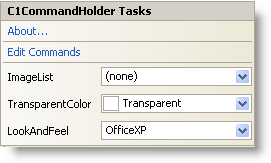 C1CommandHolder Tasks
About...
Edit Commands
ImageList (none)
TransparentColor Transparent
LookAndFeel OfficeXP